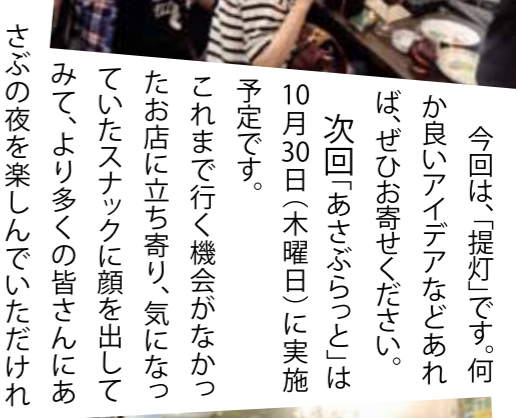 今回は、「提灯」です。何
か良いアイデアなどあれ
ば、ぜひお寄せください。
次回「あさぶらっと」は
10月30日(木曜日)に実施
予定です。
これまで行く機会がなかっ
たお店に立ち寄り、気になっ
ていたスナックに顔を出して
みて、より多くの皆さんにあ
さぶの夜を楽しんでいただけれ